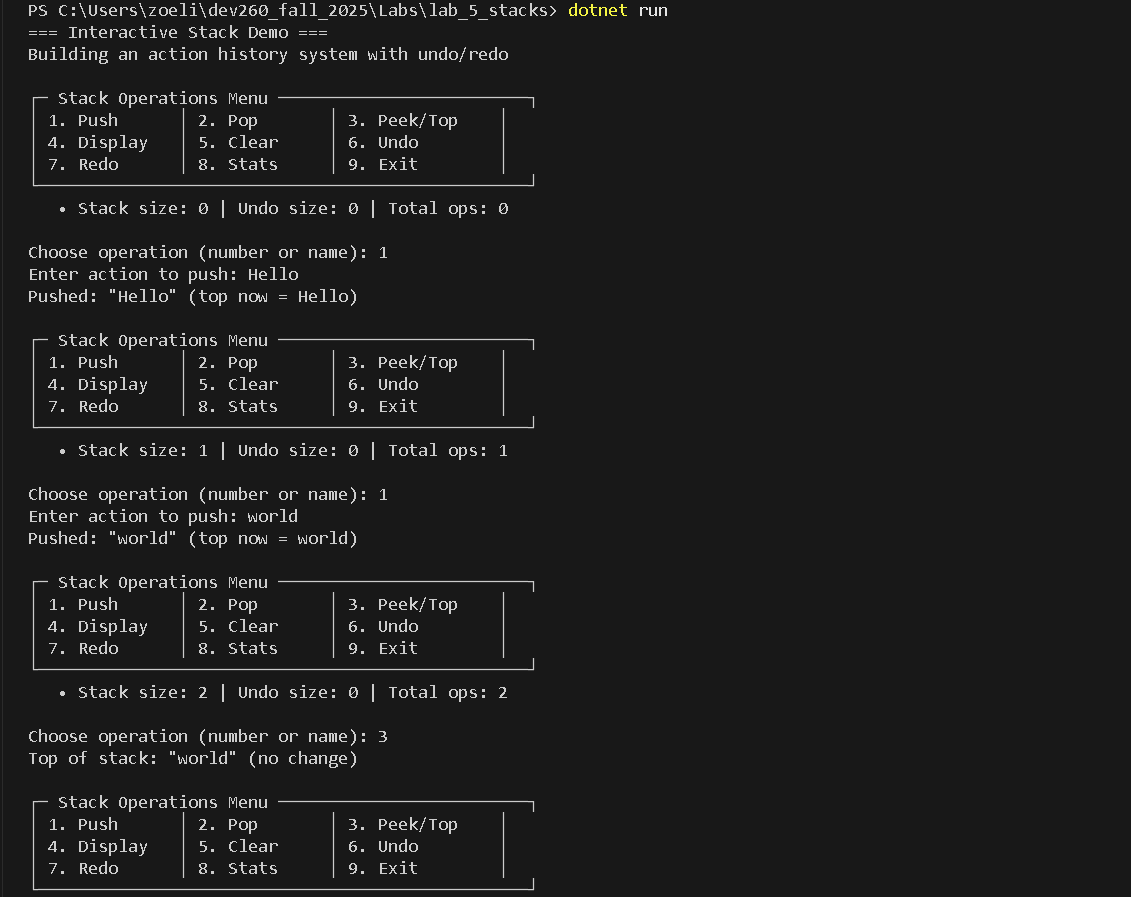 PS C:\Users\zoeli\dev260_fall_2025\Labs\lab_5_stacks> dotnet run
=== Interactive Stack Demo ===
Building an action history system with undo/redo

┌─ Stack Operations Menu ─────────────────────────┐
│ 1. Push      │ 2. Pop       │ 3. Peek/Top    │
│ 4. Display   │ 5. Clear     │ 6. Undo        │
│ 7. Redo      │ 8. Stats     │ 9. Exit        │
└─────────────────────────────────────────────────┘
   • Stack size: 0 | Undo size: 0 | Total ops: 0

Choose operation (number or name): 1
Enter action to push: Hello
Pushed: "Hello" (top now = Hello)

┌─ Stack Operations Menu ─────────────────────────┐
│ 1. Push      │ 2. Pop       │ 3. Peek/Top    │
│ 4. Display   │ 5. Clear     │ 6. Undo        │
│ 7. Redo      │ 8. Stats     │ 9. Exit        │
└─────────────────────────────────────────────────┘
   • Stack size: 1 | Undo size: 0 | Total ops: 1

Choose operation (number or name): 1
Enter action to push: world
Pushed: "world" (top now = world)

┌─ Stack Operations Menu ─────────────────────────┐
│ 1. Push      │ 2. Pop       │ 3. Peek/Top    │
│ 4. Display   │ 5. Clear     │ 6. Undo        │
│ 7. Redo      │ 8. Stats     │ 9. Exit        │
└─────────────────────────────────────────────────┘
   • Stack size: 2 | Undo size: 0 | Total ops: 2

Choose operation (number or name): 3
Top of stack: "world" (no change)

┌─ Stack Operations Menu ─────────────────────────┐
│ 1. Push      │ 2. Pop       │ 3. Peek/Top    │
│ 4. Display   │ 5. Clear     │ 6. Undo        │
│ 7. Redo      │ 8. Stats     │ 9. Exit        │
└─────────────────────────────────────────────────┘